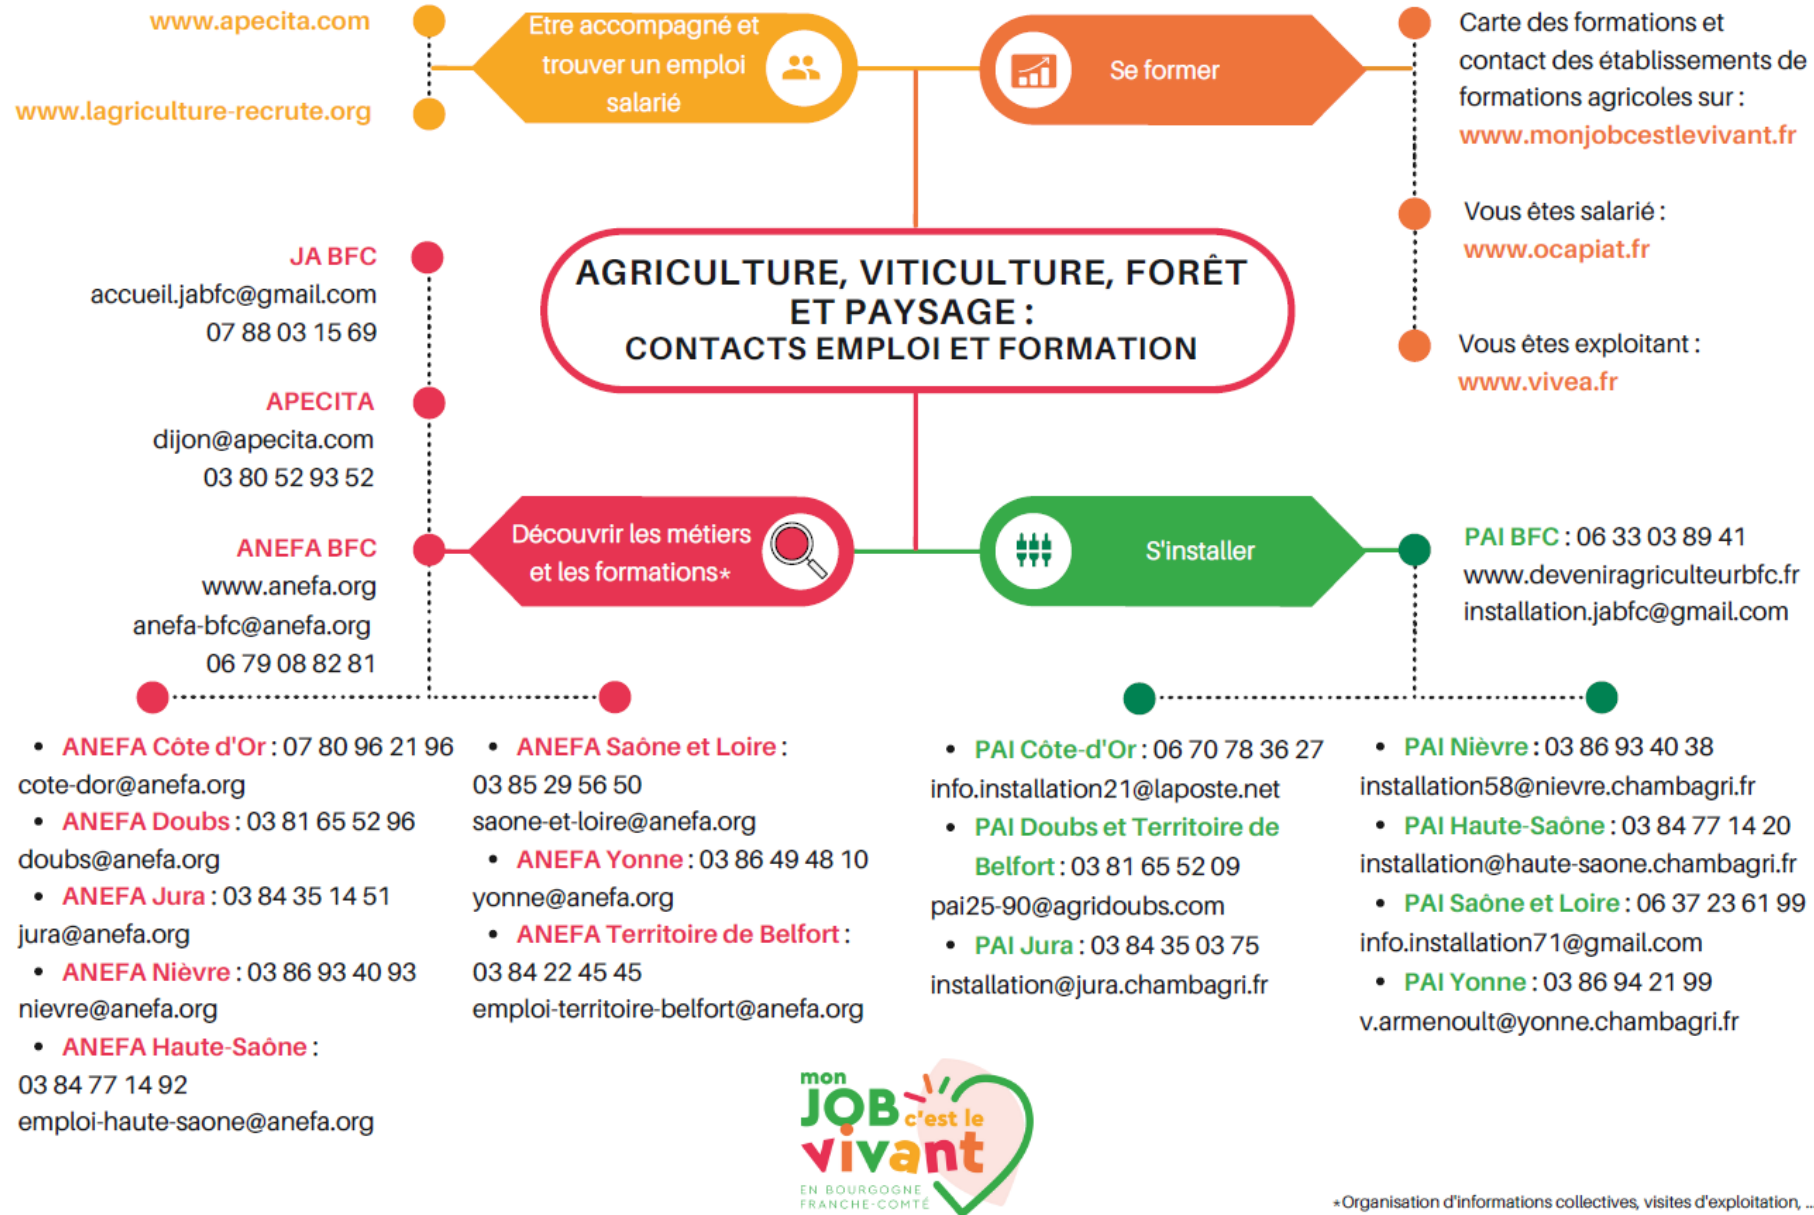 www.apecita.com
www.lagriculture-recrute.org
Etre accompagné et
trouver un emploi
salarié
Se former
Carte des formations et
contact des établissements de
formations agricoles sur :
www.monjobcestlevivant.fr
Vous êtes salarié :
www.ocapiat.fr
Vous êtes exploitant :
www.vivea.fr
AGRICULTURE, VITICULTURE, FORÊT
ET PAYSAGE :
CONTACTS EMPLOI ET FORMATION
JA BFC
accueil.jabfc@gmail.com
07 88 03 15 69
APECITA
dijon@apecita.com
03 80 52 93 52
ANEFA BFC
www.anefa.org
anefa-bfc@anefa.org
06 79 08 82 81
Découvrir les métiers
et les formations*
S'installer
PAI BFC : 06 33 03 89 41
www.deveniragriculteurbfc.fr
installation.jabfc@gmail.com
• ANEFA Côte d'Or : 07 80 96 21 96
cote-dor@anefa.org
• ANEFA Doubs : 03 81 65 52 96
doubs@anefa.org
• ANEFA Jura : 03 84 35 14 51
jura@anefa.org
• ANEFA Nièvre : 03 86 93 40 93
nievre@anefa.org
• ANEFA Haute-Saône :
03 84 77 14 92
emploi-haute-saone@anefa.org
• ANEFA Saône et Loire :
03 85 29 56 50
saone-et-loire@anefa.org
• ANEFA Yonne : 03 86 49 48 10
yonne@anefa.org
• ANEFA Territoire de Belfort :
03 84 22 45 45
emploi-territoire-belfort@anefa.org
• PAI Côte-d'Or : 06 70 78 36 27
info.installation21@laposte.net
• PAI Doubs et Territoire de
Belfort : 03 81 65 52 09
pai25-90@agridoubs.com
• PAI Jura : 03 84 35 03 75
installation@jura.chambagri.fr
• PAI Nièvre : 03 86 93 40 38
installation58@nievre.chambagri.fr
• PAI Haute-Saône : 03 84 77 14 20
installation@haute-saone.chambagri.fr
• PAI Saône et Loire : 06 37 23 61 99
info.installation71@gmail.com
• PAI Yonne : 03 86 94 21 99
v.armenoult@yonne.chambagri.fr
mon
JOB
c'est le
vivant
EN BOURGOGNE
FRANCHE-COMTÉ
*Organisation d'informations collectives, visites d'exploitation, ...